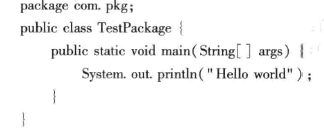 package com. pkg;
public class TestPackage {
public static void main( String[ ] args) {
System. out. println( "Hello world" ) ;
}
}